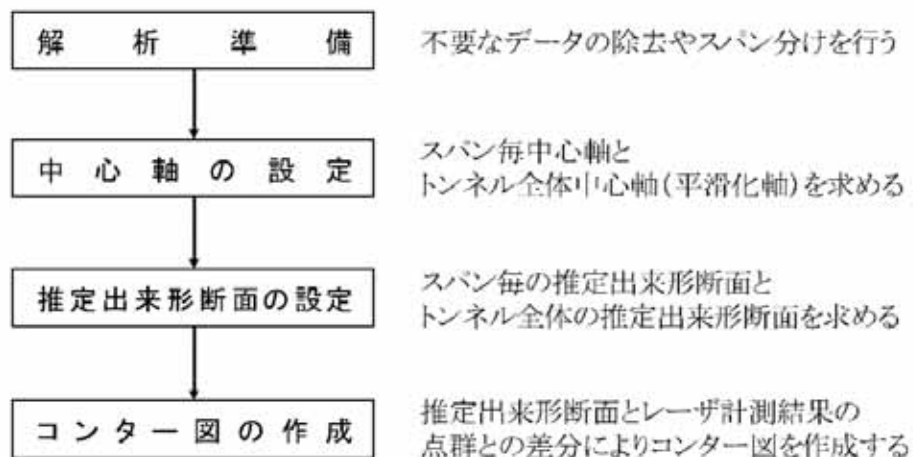 解析準備
不要なデータの除去やスパン分けを行う
中心軸の設定
スパン毎中心軸と
トンネル全体中心軸(平滑化軸)を求める
推定出来形断面の設定
スパン毎の推定出来形断面と
トンネル全体の推定出来形断面を求める
コンター図の作成
推定出来形断面とレーザ計測結果の
点群との差分によりコンター図を作成する